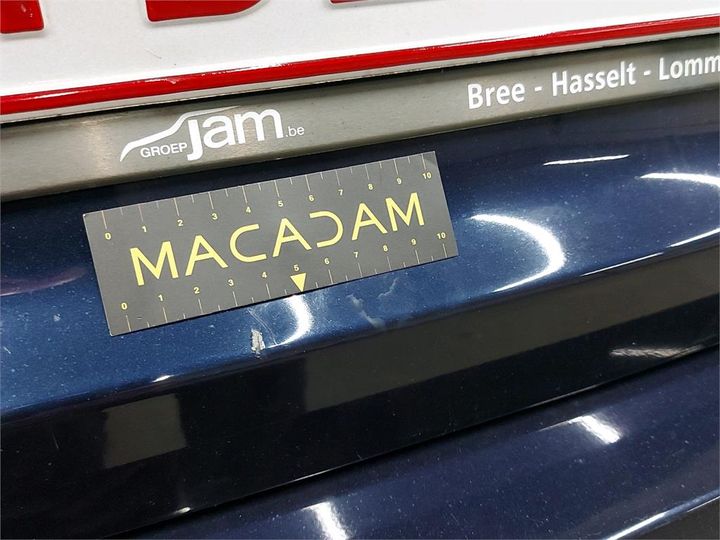 GROEP jam.be
Bree - Hasselt - Lomm
0 1 2 3 4 5 6 7 8 9 10
MACADAM
0 1 2 3 4 5 6 7 8 9 10